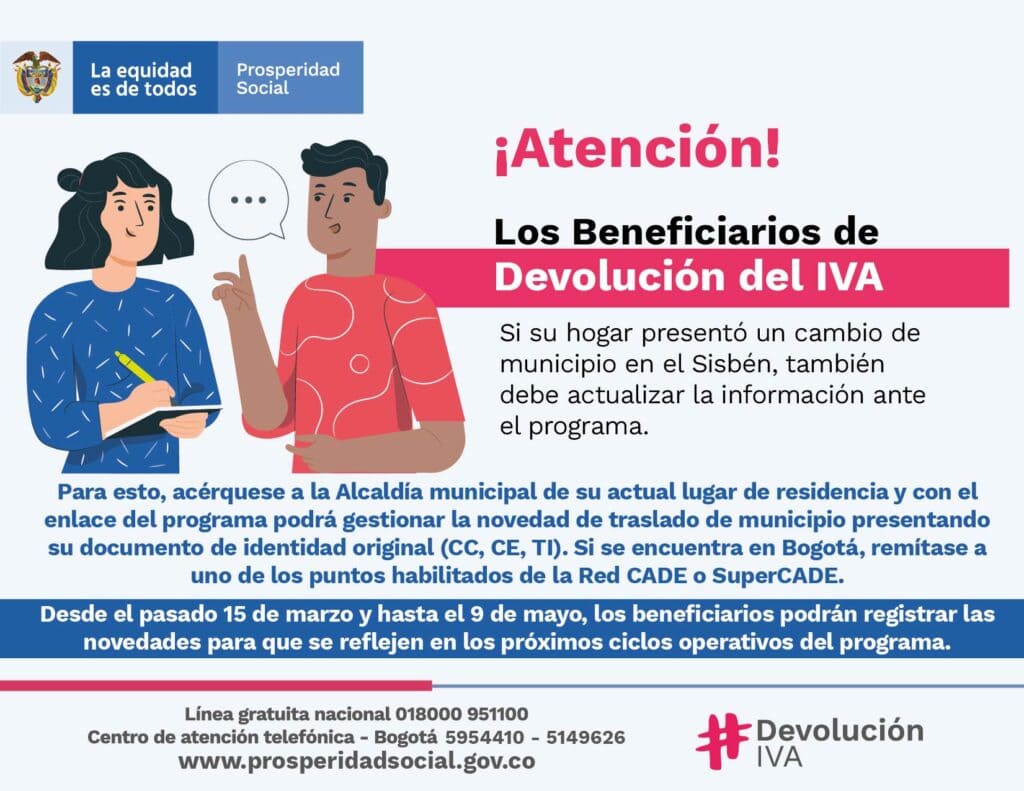 La equidad
es de todos
Prosperidad
Social
¡Atención!
Los Beneficiarios de
Devolución del IVA
Si su hogar presentó un cambio de
municipio en el Sisbén, también
debe actualizar la información ante
el programa.
Para esto, acérquese a la Alcaldía municipal de su actual lugar de residencia y con el
enlace del programa podrá gestionar la novedad de traslado de municipio presentando
su documento de identidad original (CC, CE, TI). Si se encuentra en Bogotá, remítase a
uno de los puntos habilitados de la Red CADE o SuperCADE.
Desde el pasado 15 de marzo y hasta el 9 de mayo, los beneficiarios podrán registrar las
novedades para que se reflejen en los próximos ciclos operativos del programa.
Línea gratuita nacional 018000 951100
Centro de atención telefónica - Bogotá 5954410 - 5149626
www.prosperidadsocial.gov.co
#Devolución
IVA